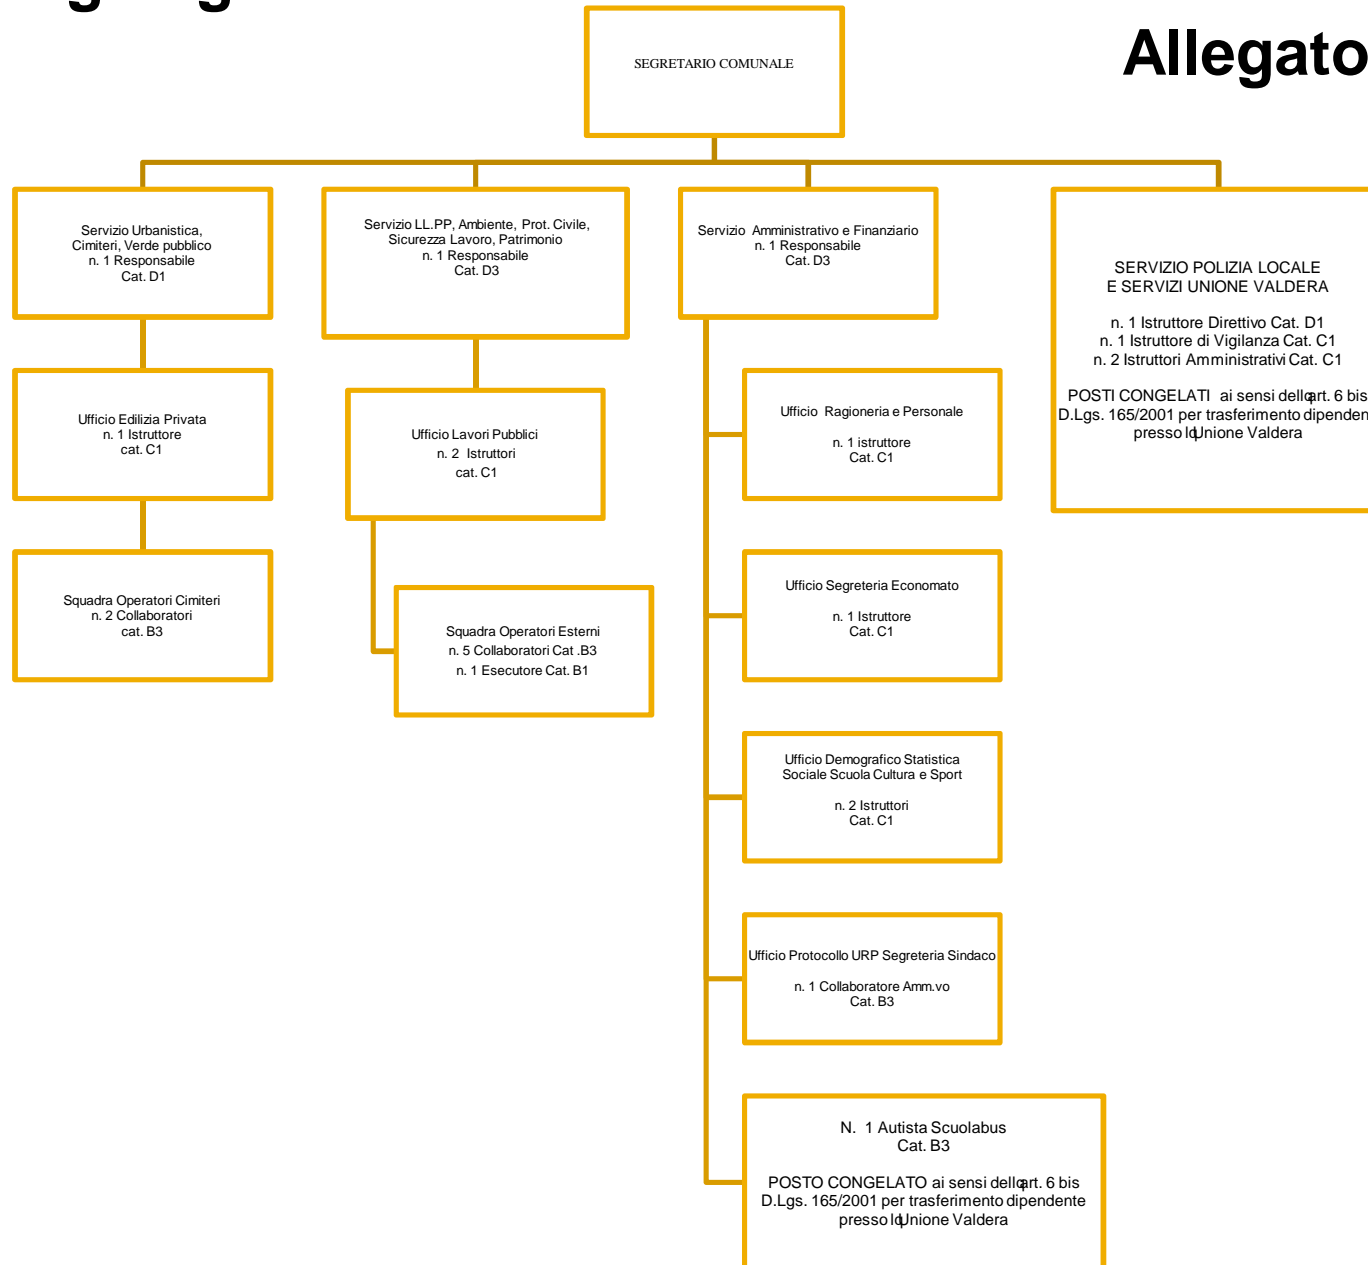 Allegato
SEGRETARIO COMUNALE
Servizio Urbanistica,
Cimiteri, Verde pubblico
n. 1 Responsabile
Cat. D1
Servizio LL.PP, Ambiente, Prot. Civile,
Sicurezza Lavoro, Patrimonio
n. 1 Responsabile
Cat. D3
Servizio Amministrativo e Finanziario
n. 1 Responsabile
Cat. D3
SERVIZIO POLIZIA LOCALE
E SERVIZI UNIONE VALDERA
n. 1 Istruttore Direttivo Cat. D1
n. 1 Istruttore di Vigilanza Cat. C1
n. 2 Istruttori Amministrativi Cat. C1
POSTI CONGELATI ai sensi dell art. 6 bis
D.Lgs. 165/2001 per trasferimento dipenden
presso l Unione Valdera
Ufficio Edilizia Privata
n. 1 Istruttore
cat. C1
Ufficio Lavori Pubblici
n. 2 Istruttori
cat. C1
Ufficio Ragioneria e Personale
n. 1 istruttore
Cat. C1
Squadra Operatori Cimiteri
n. 2 Collaboratori
cat. B3
Squadra Operatori Esterni
n. 5 Collaboratori Cat .B3
n. 1 Esecutore Cat. B1
Ufficio Segreteria Economato
n. 1 Istruttore
Cat. C1
Ufficio Demografico Statistica
Sociale Scuola Cultura e Sport
n. 2 Istruttori
Cat. C1
Ufficio Protocollo URP Segreteria Sindaco
n. 1 Collaboratore Amm.vo
Cat. B3
N. 1 Autista Scuolabus
Cat. B3
POSTO CONGELATO ai sensi dell art. 6 bis
D.Lgs. 165/2001 per trasferimento dipendente
presso l Unione Valdera